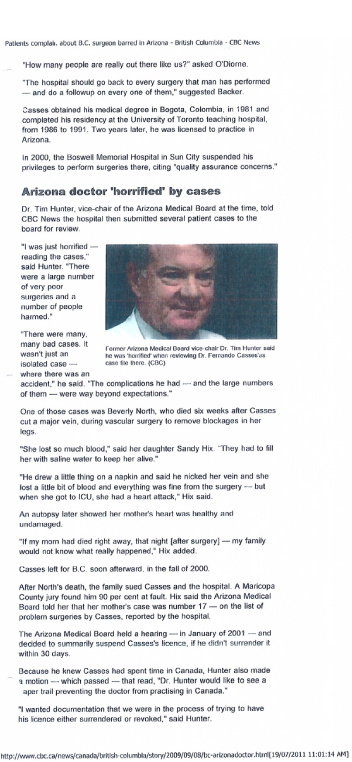 Patients complain about B.C. surgeon barred in Arizona - British Columbia - CBC News
"How many people are really out there like us?" asked O'Diorne.
"The hospital should go back to every surgery that man has performed
— and do a followup on every one of them," suggested Backer.
Casses obtained his medical degree in Bogota, Colombia, in 1981 and
completed his residency at the University of Toronto teaching hospital,
from 1986 to 1991. Two years later, he was licensed to practice in
Arizona.
In 2000, the Boswell Memorial Hospital in Sun City suspended his
privileges to perform surgeries there, citing "quality assurance concerns."
Arizona doctor 'horrified' by cases
Dr. Tim Hunter, vice-chair of the Arizona Medical Board at the time, told
CBC News the hospital then submitted several patient cases to the
board for review.
"I was just horrified —
reading the cases,"
said Hunter. "There
were a large number
of very poor
surgeries and a
number of people
harmed."
"There were many,
many bad cases. It
wasn't just an
isolated case —
where there was an
Former Arizona Medical Board vice-chair Dr. Tim Hunter said
he was 'horrified' when reviewing Dr. Fernando Casses'as
case file there. (CBC)
accident," he said. "The complications he had — and the large numbers
of them — were way beyond expectations."
One of those cases was Beverly North, who died six weeks after Casses
cut a major vein, during vascular surgery to remove blockages in her
legs.
"She lost so much blood," said her daughter Sandy Hix. "They had to fill
her with saline water to keep her alive."
"He drew a little thing on a napkin and said he nicked her vein and she
lost a little bit of blood and everything was fine from the surgery — but
when she got to ICU, she had a heart attack," Hix said.
An autopsy later showed her mother's heart was healthy and
undamaged.
"If my mom had died right away, that night [after surgery] — my family
would not know what really happened," Hix added.
Casses left for B.C. soon afterward, in the fall of 2000.
After North's death, the family sued Casses and the hospital. A Maricopa
County jury found him 90 per cent at fault. Hix said the Arizona Medical
Board told her that her mother's case was number 17 — on the list of
problem surgeries by Casses, reported by the hospital.
The Arizona Medical Board held a hearing — in January of 2001 — and
decided to summarily suspend Casses's licence, if he didn't surrender it
within 30 days.
Because he knew Casses had spent time in Canada, Hunter also made
a motion — which passed — that read, "Dr. Hunter would like to see a
aper trail preventing the doctor from practising in Canada."
"I wanted documentation that we were in the process of trying to have
his licence either surrendered or revoked," said Hunter.
http://www.cbc.ca/news/canada/british-columbia/story/2009/09/08/bc-arizonadoctor.html[19/07/2011 11:01:14 AM]